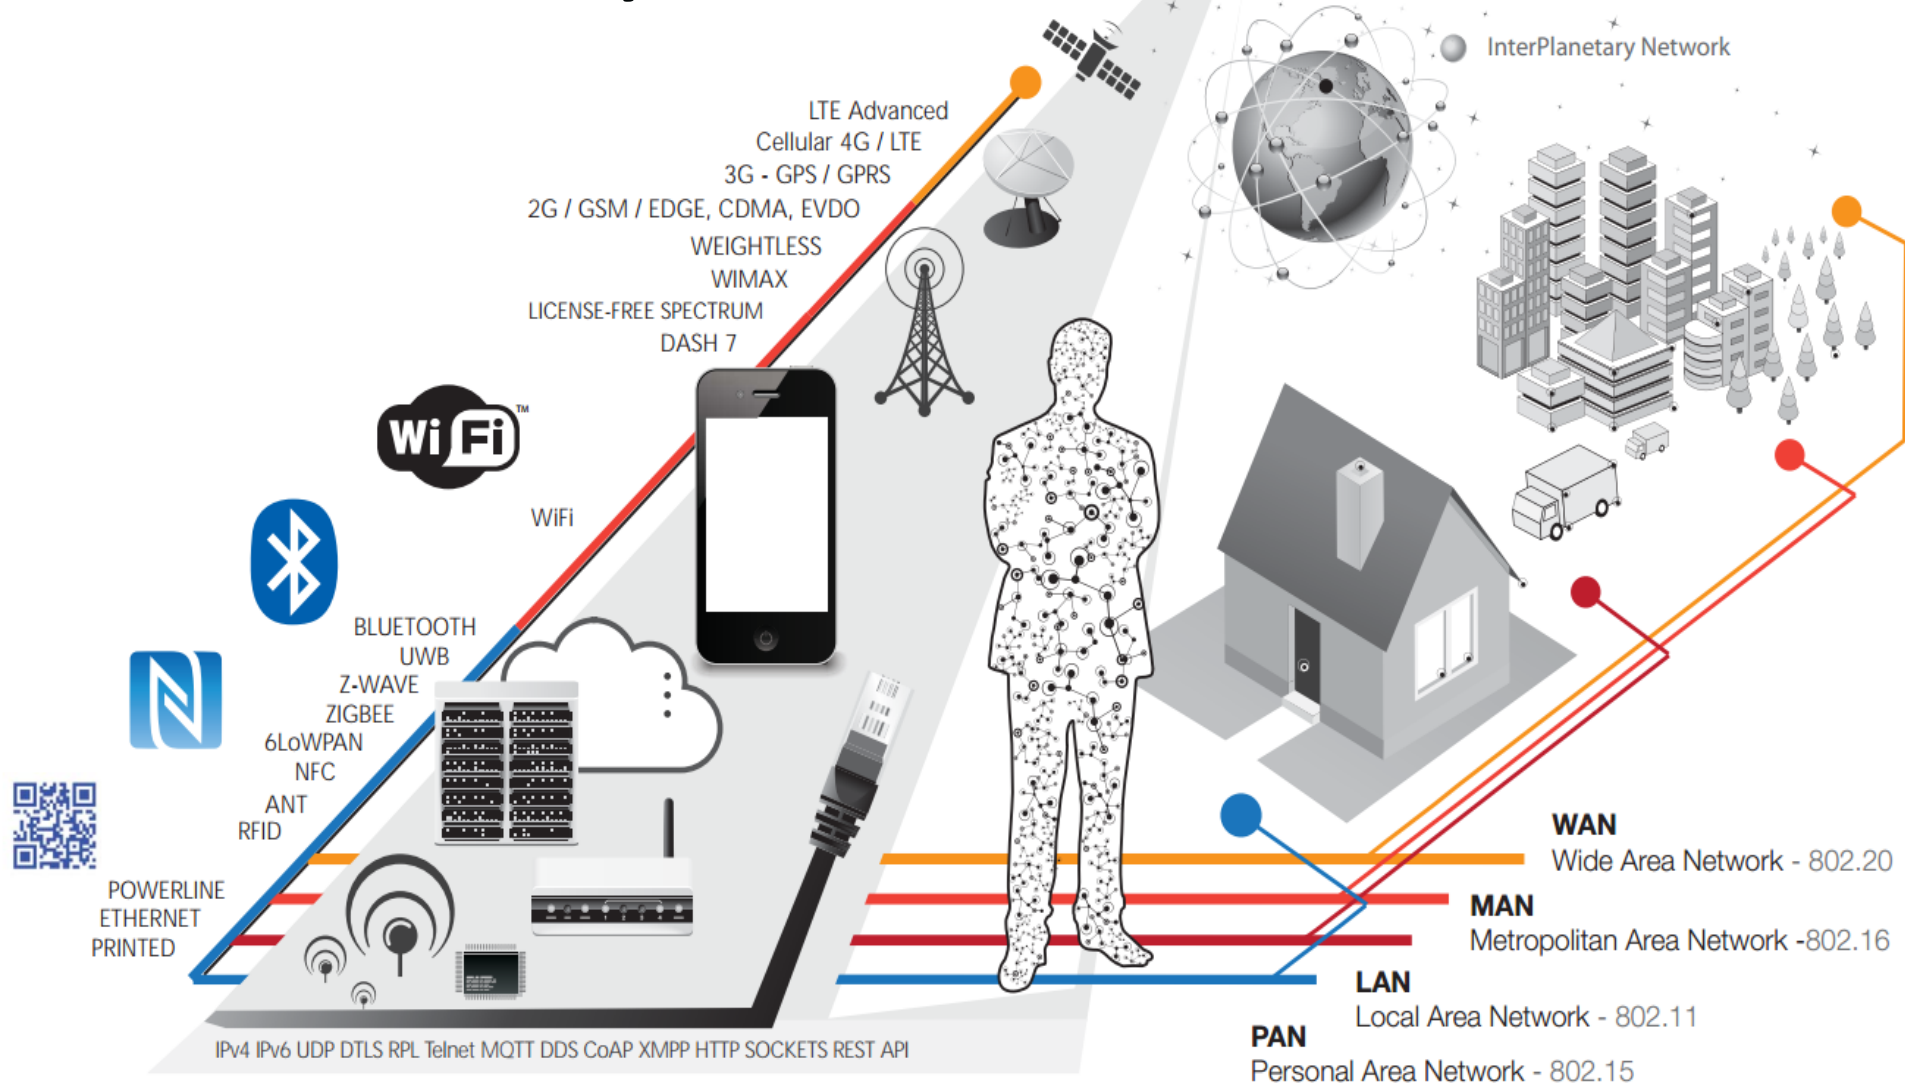 InterPlanetary Network
LTE Advanced
Cellular 4G / LTE
3G - GPS / GPRS
2G / GSM / EDGE, CDMA, EVDO
WEIGHTLESS
WIMAX
LICENSE-FREE SPECTRUM
DASH 7
Wi Fi TM
WiFi
BLUETOOTH
UWB
Z-WAVE
ZIGBEE
6LoWPAN
NFC
ANT
RFID
POWERLINE
ETHERNET
PRINTED
WAN
Wide Area Network - 802.20
MAN
Metropolitan Area Network -802.16
LAN
Local Area Network - 802.11
PAN
Personal Area Network - 802.15
IPv4 IPv6 UDP DTLS RPL Telnet MQTT DDS CoAP XMPP HTTP SOCKETS REST API